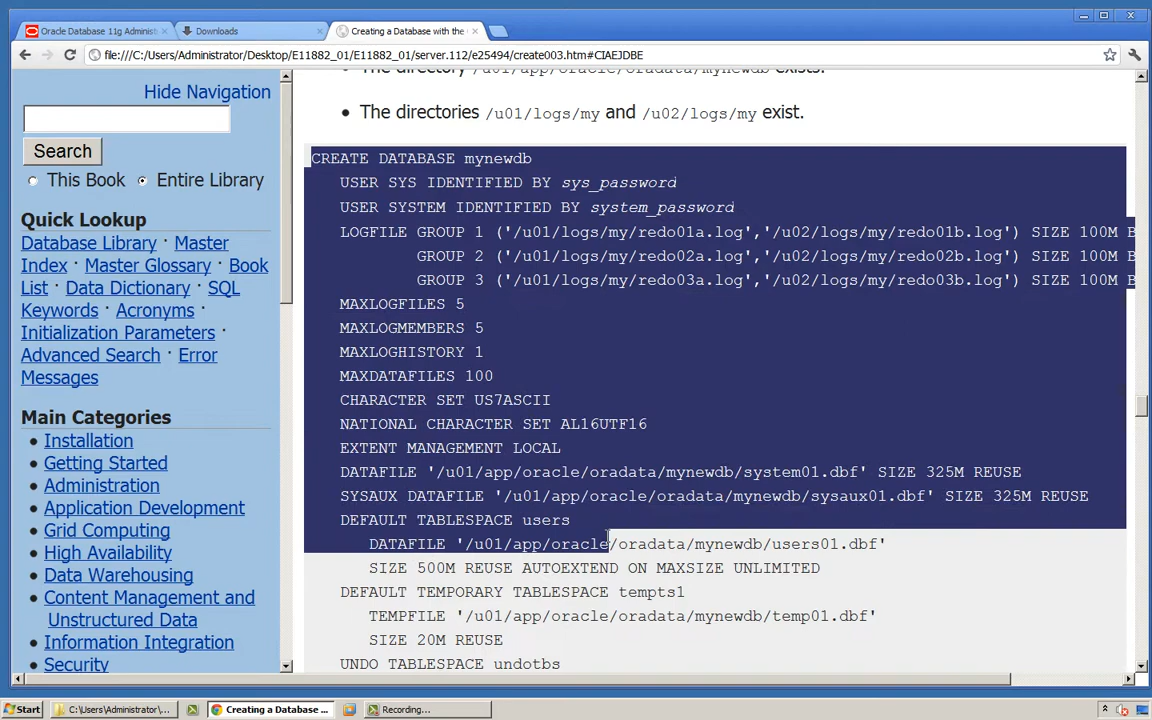 Oracle Database 11g Administ
Downloads
Creating a Database with the C
file:///C:/Users/Administrator/Desktop/E11882_01/E11882_01/server.112/e25494/create003.htm#CIAEJDBE
Hide Navigation
Search
This Book Entire Library
Quick Lookup
Database Library · Master
Index · Master Glossary · Book
List · Data Dictionary · SQL
Keywords · Acronyms ·
Initialization Parameters ·
Advanced Search · Error
Messages
Main Categories
Installation
Getting Started
Administration
Application Development
Grid Computing
High Availability
Data Warehousing
Content Management and
Unstructured Data
Information Integration
Security
• The directory /u01/app/oracle/oradata/mynewdb exists.
• The directories /u01/logs/my and /u02/logs/my exist.
CREATE DATABASE mynewdb
USER SYS IDENTIFIED BY sys_password
USER SYSTEM IDENTIFIED BY system_password
LOGFILE GROUP 1 ('/u01/logs/my/redo01a.log','/u02/logs/my/redo01b.log') SIZE 100M B
GROUP 2 ('/u01/logs/my/redo02a.log','/u02/logs/my/redo02b.log') SIZE 100M B
GROUP 3 ('/u01/logs/my/redo03a.log','/u02/logs/my/redo03b.log') SIZE 100M B
MAXLOGFILES 5
MAXLOGMEMBERS 5
MAXLOGHISTORY 1
MAXDATAFILES 100
CHARACTER SET US7ASCII
NATIONAL CHARACTER SET AL16UTF16
EXTENT MANAGEMENT LOCAL
DATAFILE '/u01/app/oracle/oradata/mynewdb/system01.dbf' SIZE 325M REUSE
SYSAUX DATAFILE '/u01/app/oracle/oradata/mynewdb/sysaux01.dbf' SIZE 325M REUSE
DEFAULT TABLESPACE users
DATAFILE '/u01/app/oracle/oradata/mynewdb/users01.dbf'
SIZE 500M REUSE AUTOEXTEND ON MAXSIZE UNLIMITED
DEFAULT TEMPORARY TABLESPACE tempts1
TEMPFILE '/u01/app/oracle/oradata/mynewdb/temp01.dbf'
SIZE 20M REUSE
UNDO TABLESPACE undotbs
Start
C:\Users\Administrator\...
Creating a Database ...
Recording...